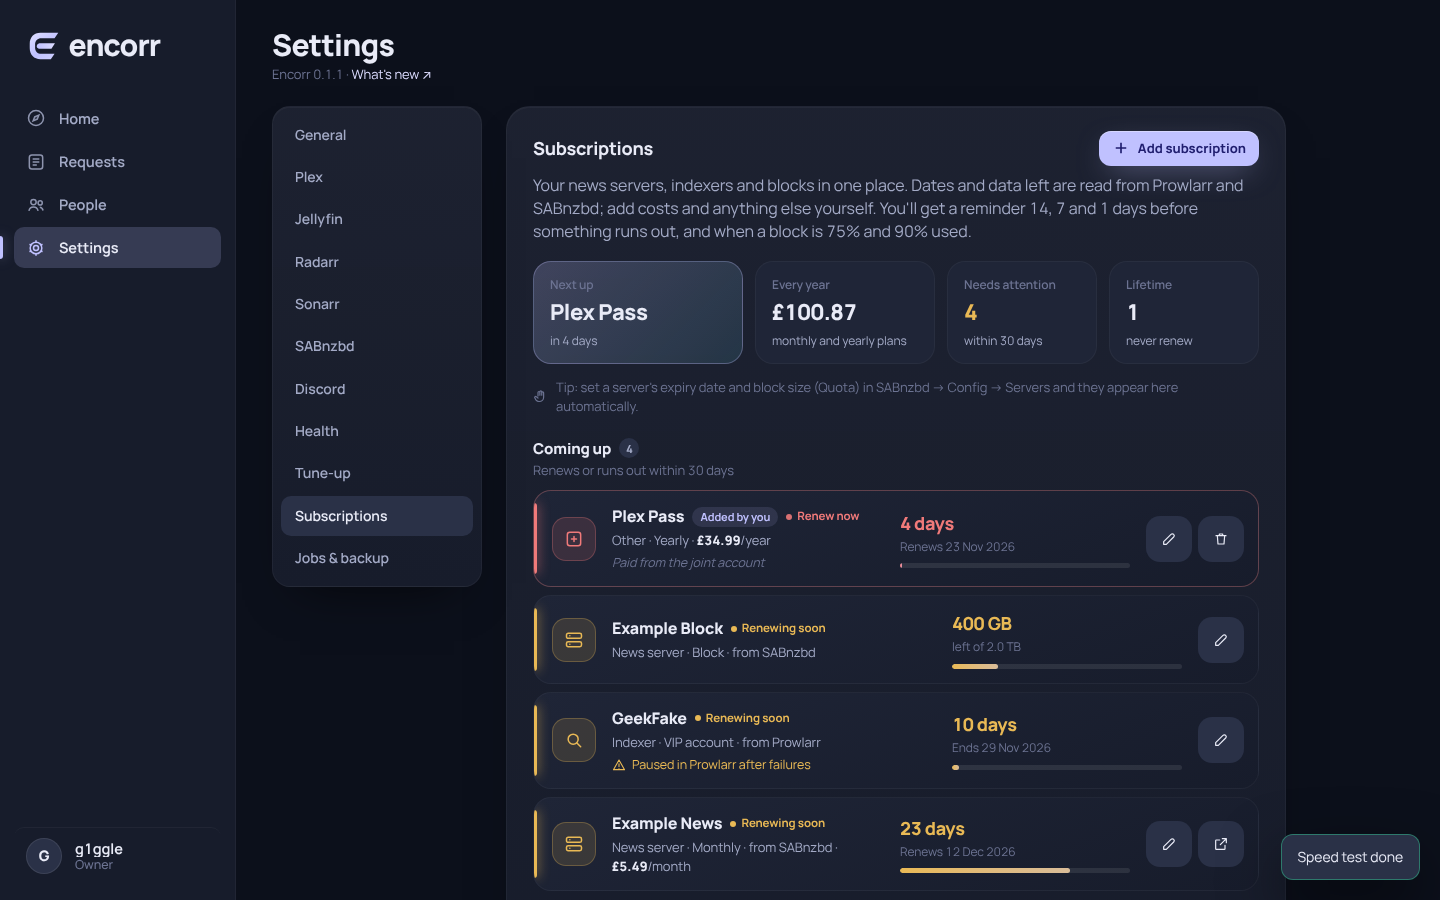 encorr
Home
Requests
People
Settings
G
g1ggle
Owner
Settings
Encorr 0.1.1 · What's new ↗
General
Plex
Jellyfin
Radarr
Sonarr
SABnzbd
Discord
Health
Tune-up
Subscriptions
Jobs & backup
Subscriptions
+ Add subscription
Your news servers, indexers and blocks in one place. Dates and data left are read from Prowlarr and
SABnzbd; add costs and anything else yourself. You'll get a reminder 14, 7 and 1 days before
something runs out, and when a block is 75% and 90% used.
Next up
Plex Pass
in 4 days
Every year
£100.87
monthly and yearly plans
Needs attention
4
within 30 days
Lifetime
1
never renew
Tip: set a server's expiry date and block size (Quota) in SABnzbd → Config → Servers and they appear here
automatically.
Coming up 4
Renews or runs out within 30 days
Plex Pass Added by you • Renew now
Other · Yearly · £34.99/year
Paid from the joint account
4 days
Renews 23 Nov 2026
Example Block • Renewing soon
News server · Block · from SABnzbd
400 GB
left of 2.0 TB
GeekFake • Renewing soon
Indexer · VIP account · from Prowlarr
Paused in Prowlarr after failures
10 days
Ends 29 Nov 2026
Example News • Renewing soon
News server · Monthly · from SABnzbd ·
£5.49/month
23 days
Renews 12 Dec 2026
Speed test done